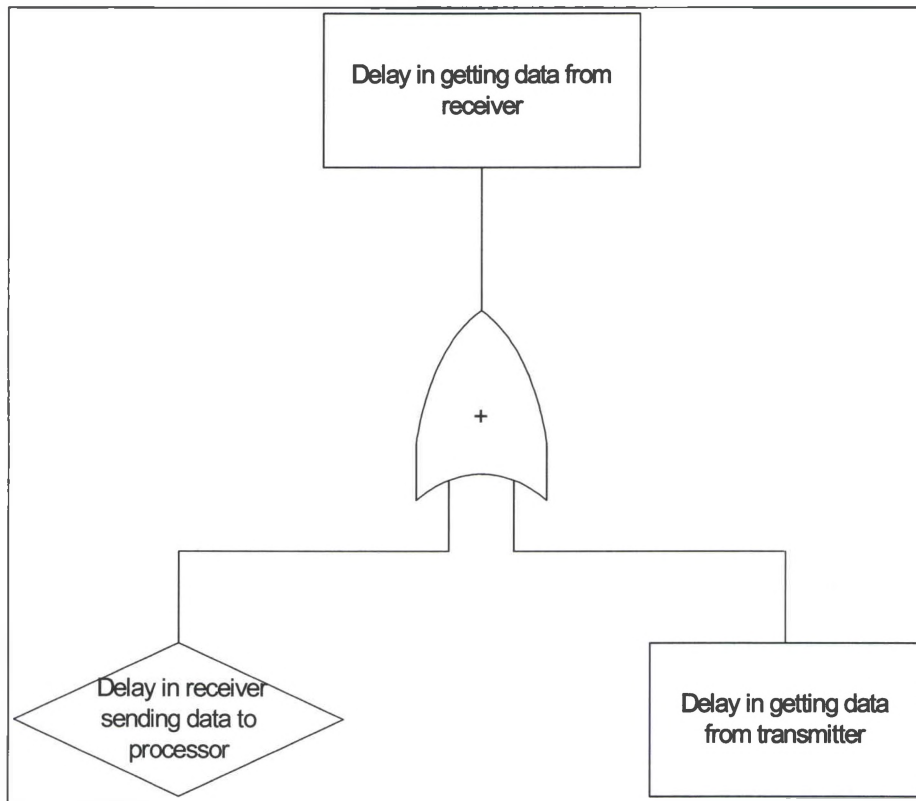 Delay in getting data from
receiver
+
Delay in receiver
sending data to
processor
Delay in getting data
from transmitter